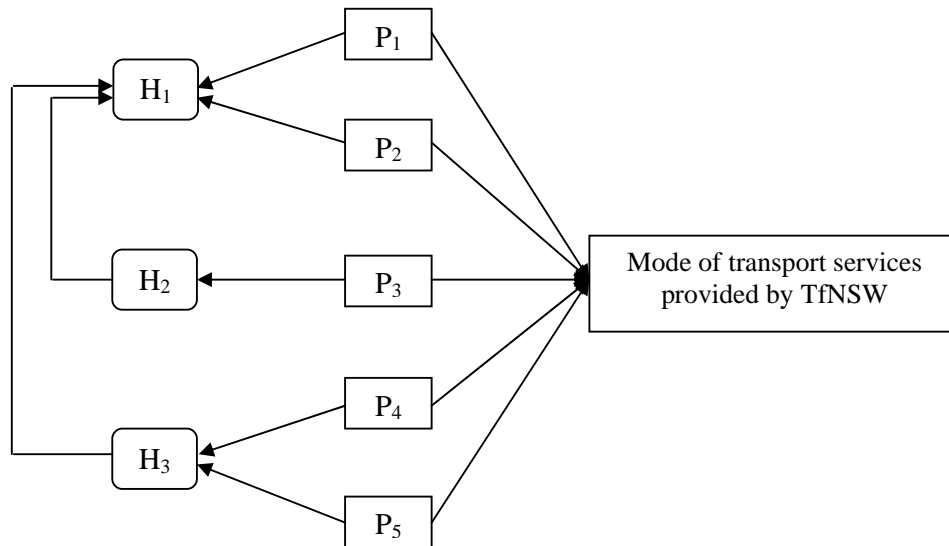 P₁
H₁
P₂
Mode of transport services
provided by TfNSW
H₂
P₃
P₄
H₃
P₅